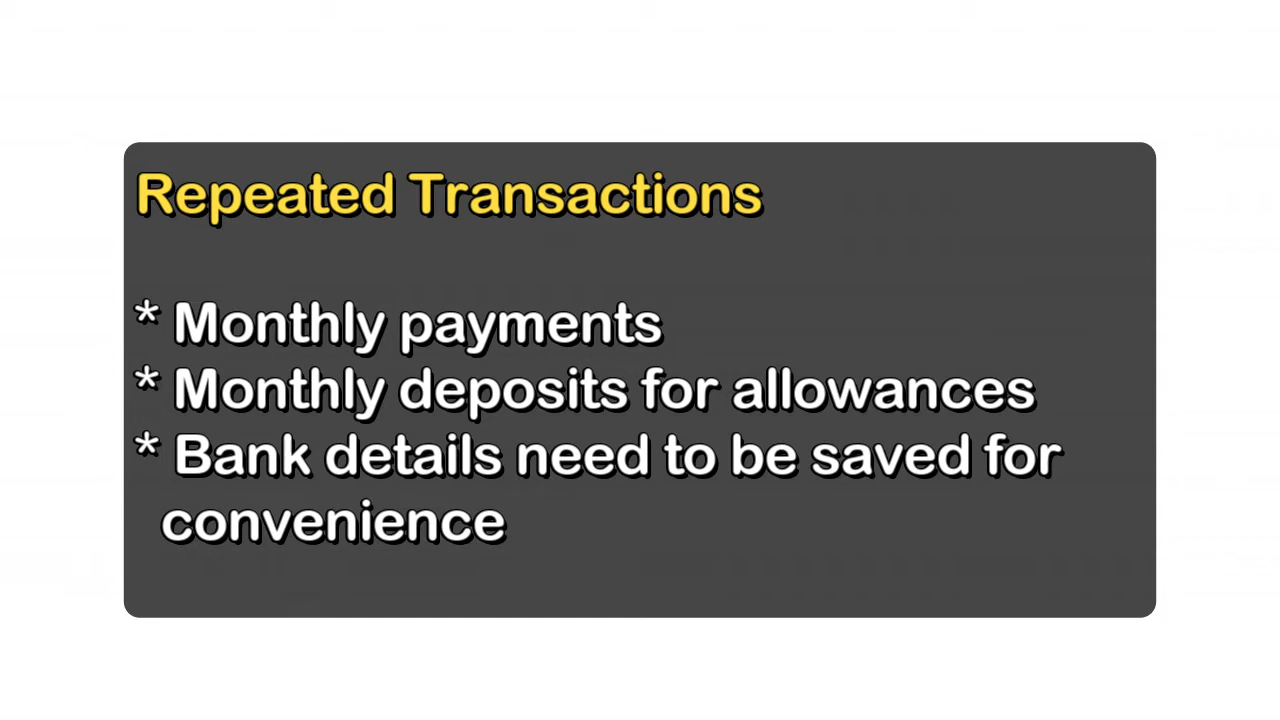 Repeated Transactions
* Monthly payments
* Monthly deposits for allowances
* Bank details need to be saved for
convenience